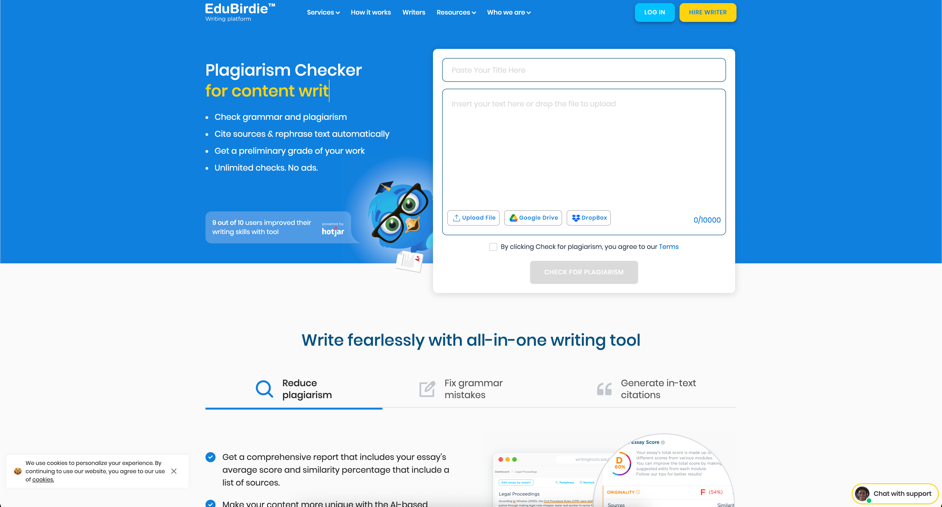 EduBirdie™
Writing platform
Services
How it works
Writers
Resources
Who we are
LOG IN
HIRE WRITER
Plagiarism Checker
for content writ
Check grammar and plagiarism
Cite sources & rephrase text automatically
Get a preliminary grade of your work
Unlimited checks. No ads.
9 out of 10 users improved their
writing skills with tool
powered by
hotjar
Paste Your Title Here
Insert your text here or drop the file to upload
Upload File
Google Drive
DropBox
0/10000
By clicking Check for plagiarism, you agree to our Terms
CHECK FOR PLAGIARISM
Write fearlessly with all-in-one writing tool
Reduce
plagiarism
Fix grammar
mistakes
Generate in-text
citations
Get a comprehensive report that includes your essay's
average score and similarity percentage that include a
list of sources.
Make your content more unique with the AI-based
Legal Proceedings
Essay Score
D
60%
Your essay's total score is made up
different scores from various modules.
You can improve the total score by making
suggested edits from each module.
Follow our tips for better results!
ORIGINALITY
F (54%)
Sources
We use cookies to personalize your experience. By
continuing to use our website, you agree to our use
of cookies.
Chat with support